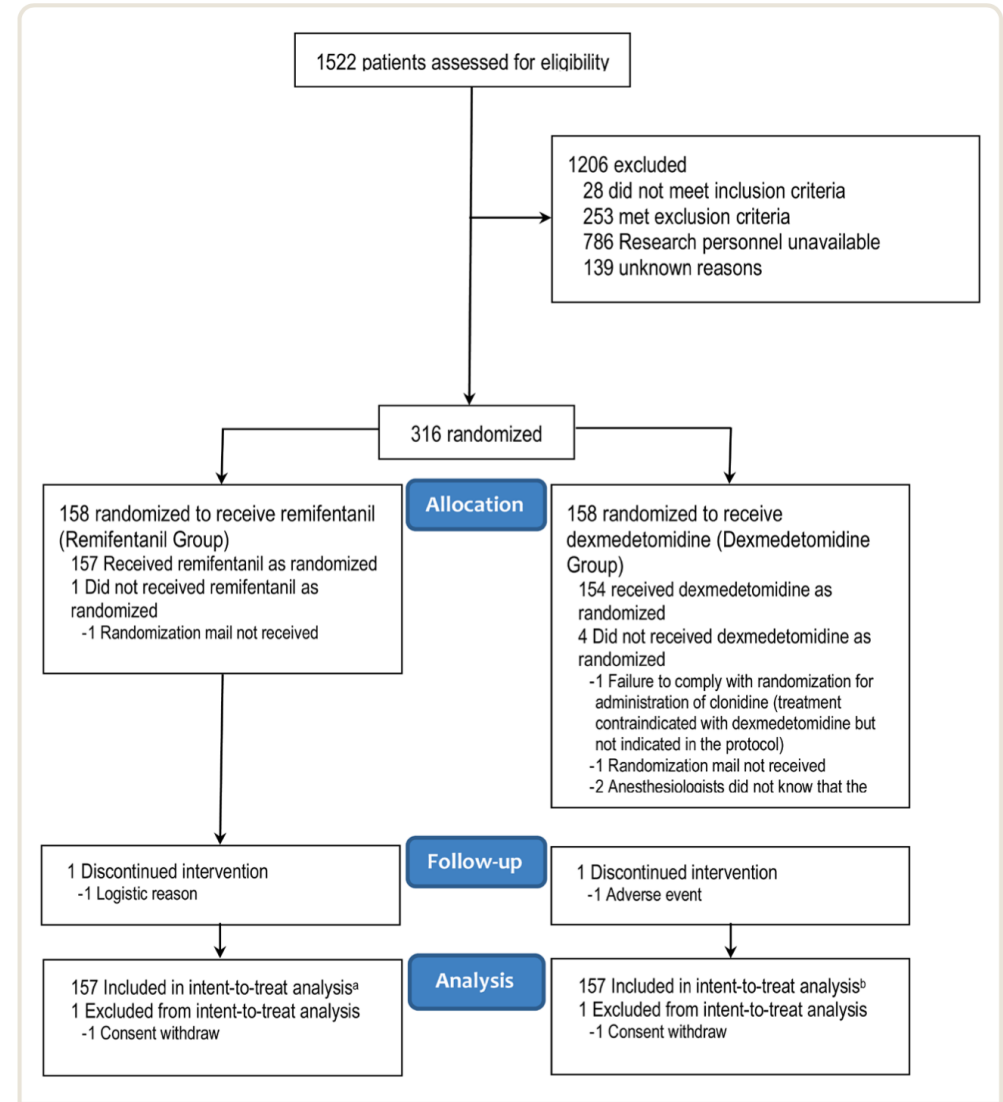 1522 patients assessed for eligibility
1206 excluded
28 did not meet inclusion criteria
253 met exclusion criteria
786 Research personnel unavailable
139 unknown reasons
316 randomized
Allocation
158 randomized to receive remifentanil
(Remifentanil Group)
157 Received remifentanil as randomized
1 Did not received remifentanil as
randomized
-1 Randomization mail not received
158 randomized to receive
dexmedetomidine (Dexmedetomidine
Group)
154 received dexmedetomidine as
randomized
4 Did not received dexmedetomidine as
randomized
-1 Failure to comply with randomization for
administration of clonidine (treatment
contraindicated with dexmedetomidine but
not indicated in the protocol)
-1 Randomization mail not received
-2 Anesthesiologists did not know that the
Follow-up
1 Discontinued intervention
-1 Logistic reason
1 Discontinued intervention
-1 Adverse event
Analysis
157 Included in intent-to-treat analysisᵃ
1 Excluded from intent-to-treat analysis
-1 Consent withdraw
157 Included in intent-to-treat analysisᵇ
1 Excluded from intent-to-treat analysis
-1 Consent withdraw